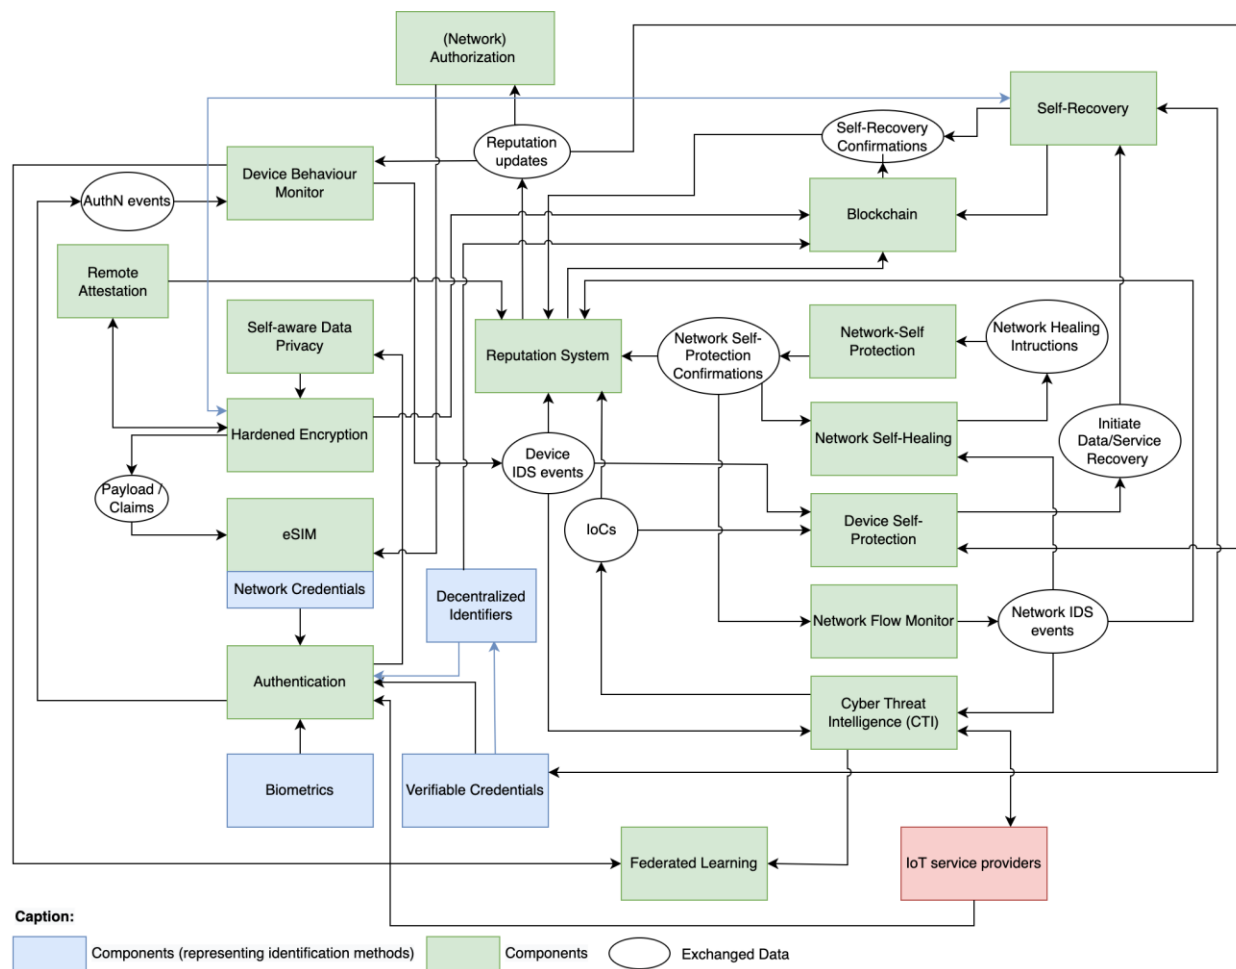 (Network)
Authorization
Self-Recovery
Self-Recovery
Confirmations
Reputation
updates
Device Behaviour
Monitor
AuthN events
Blockchain
Remote
Attestation
Self-aware Data
Privacy
Reputation System
Network Self-
Protection
Confirmations
Network-Self
Protection
Network Healing
Intructions
Hardened Encryption
Network Self-Healing
Initiate
Data/Service
Recovery
Device
IDS events
Payload /
Claims
eSIM
IoCs
Device Self-
Protection
Network Credentials
Decentralized
Identifiers
Network Flow Monitor
Network IDS
events
Authentication
Cyber Threat
Intelligence (CTI)
Biometrics
Verifiable Credentials
Federated Learning
IoT service providers
Caption:
Components (representing identification methods)
Components
Exchanged Data